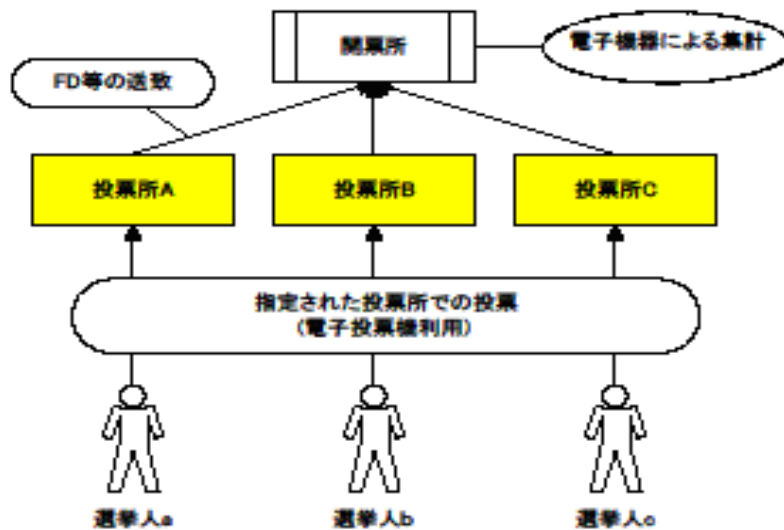 開票所
電子機器による集計
FD等の送致
投票所A
投票所B
投票所C
指定された投票所での投票
(電子投票機利用)
選挙人a
選挙人b
選挙人c